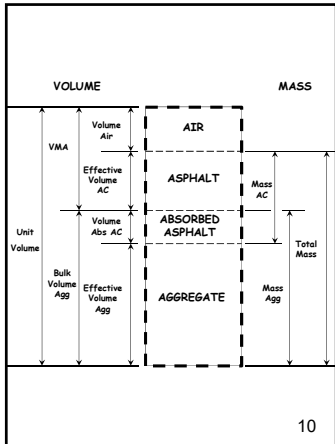 VOLUME
MASS
Volume
Air
AIR
VMA
Effective
Volume
AC
ASPHALT
Mass
AC
Volume
Abs AC
ABSORBED
ASPHALT
Unit
Volume
Total
Mass
Bulk
Volume
Agg
Effective
Volume
Agg
AGGREGATE
Mass
Agg
10